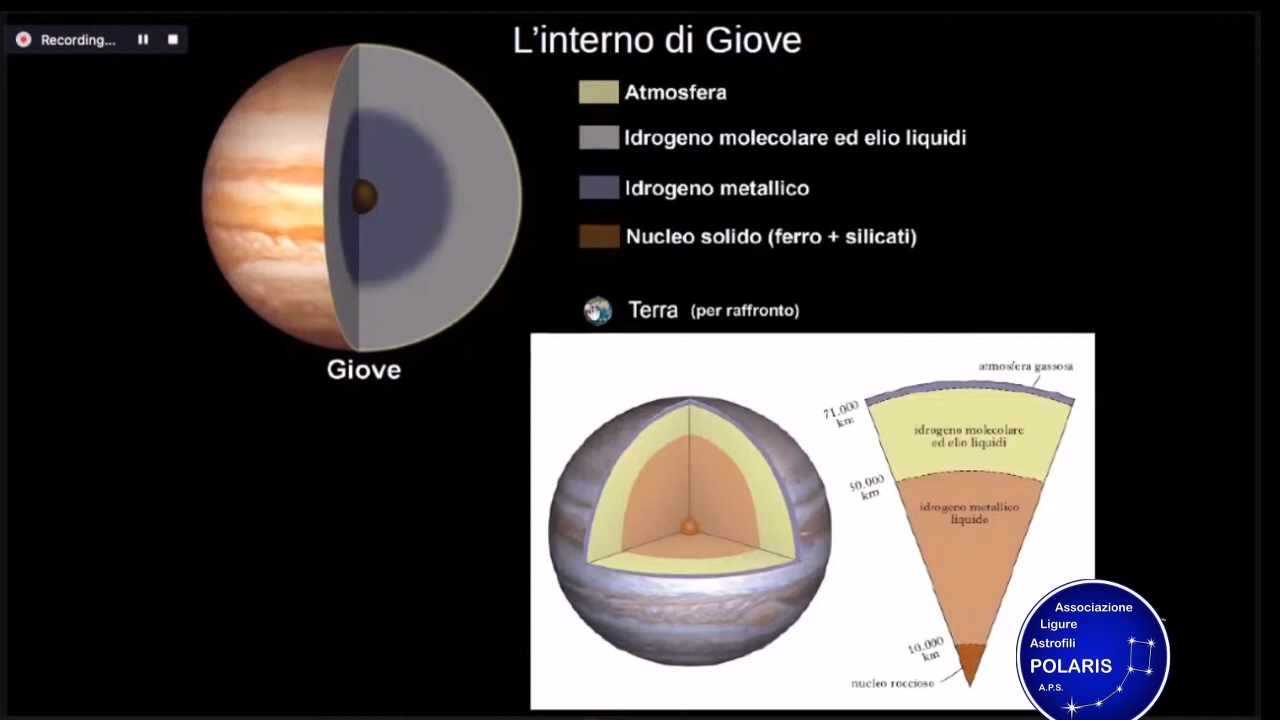 Recording...
L'interno di Giove
Atmosfera
Idrogeno molecolare ed elio liquidi
Idrogeno metallico
Nucleo solido (ferro + silicati)
Terra (per raffronto)
Giove
atmosfera gassosa
71.000
km
idrogeno molecolare
ed elio liquidi
50.000
km
idrogeno metallico
liquido
10.000
km
nucleo roccioso
Associazione
Ligure
Astrofili
POLARIS
A.P.S.